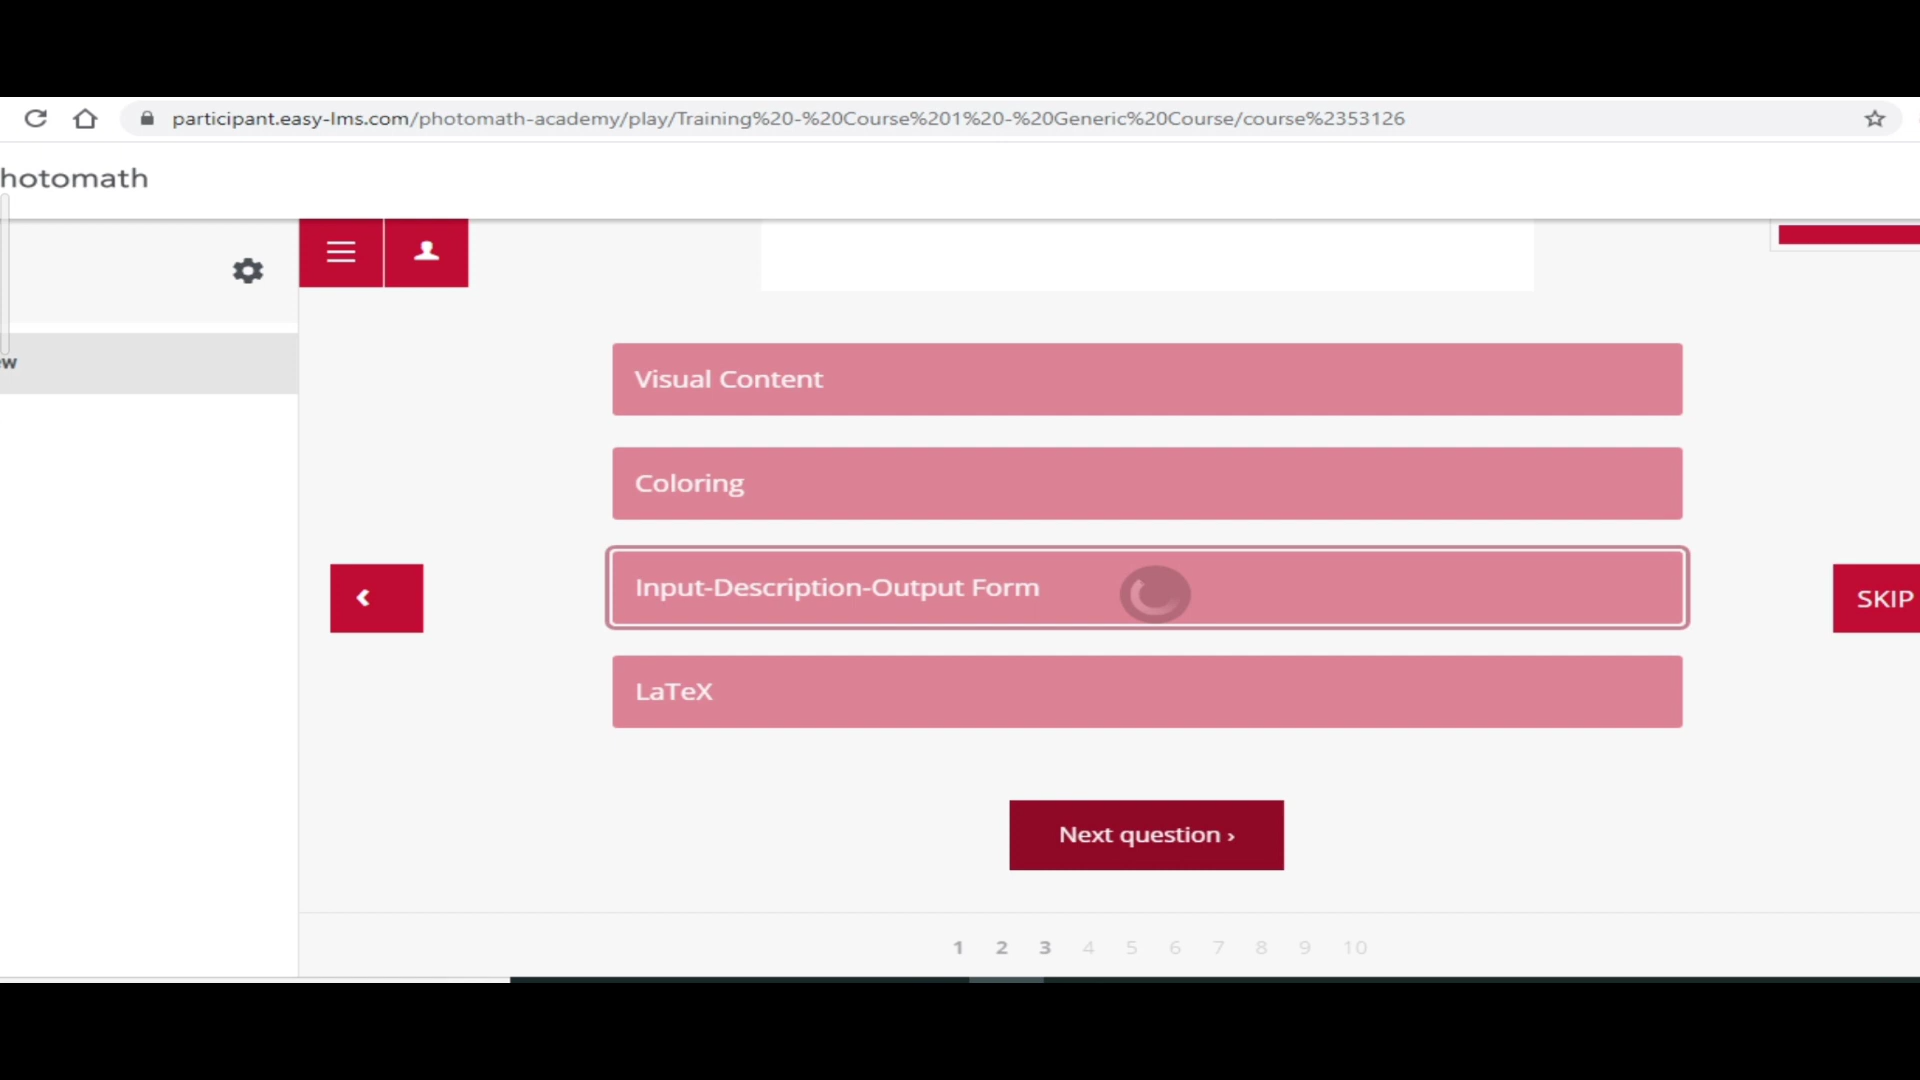 participant.easy-lms.com/photomath-academy/play/Training%20-%20Course%201%20-%20Generic%20Course/course%2353126
hotomath
ew
Visual Content
Coloring
Input-Description-Output Form
SKIP
LaTeX
Next question ›
1 2 3 4 5 6 7 8 9 10